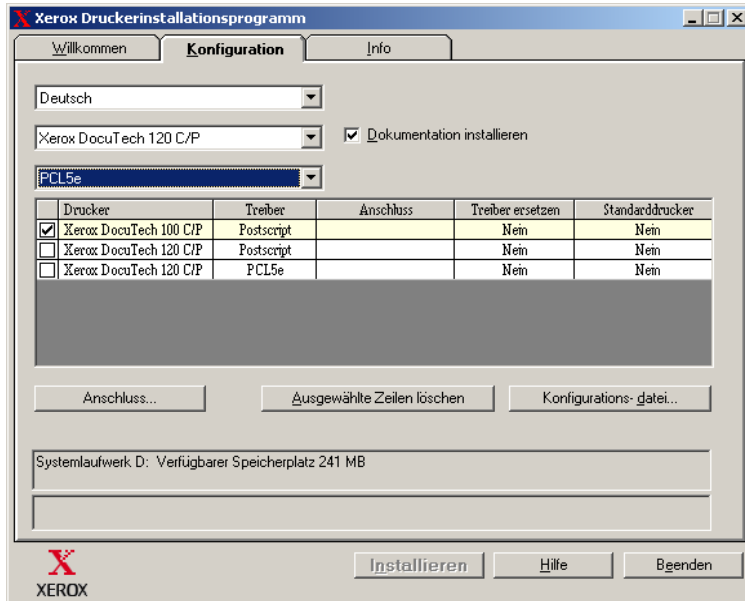 Xerox Druckerinstallationsprogramm
Willkommen Konfiguration Info
Deutsch
Xerox DocuTech 120 C/P Dokumentation installieren
PCL5e
Drucker Treiber Anschluss Treiber ersetzen Standarddrucker
Xerox DocuTech 100 C/P Postscript Nein Nein
Xerox DocuTech 120 C/P Postscript Nein Nein
Xerox DocuTech 120 C/P PCL5e Nein Nein
Anschluss... Ausgewählte Zeilen löschen Konfigurations- datei...
Systemlaufwerk D: Verfügbarer Speicherplatz 241 MB
Installieren Hilfe Beenden
X
XEROX